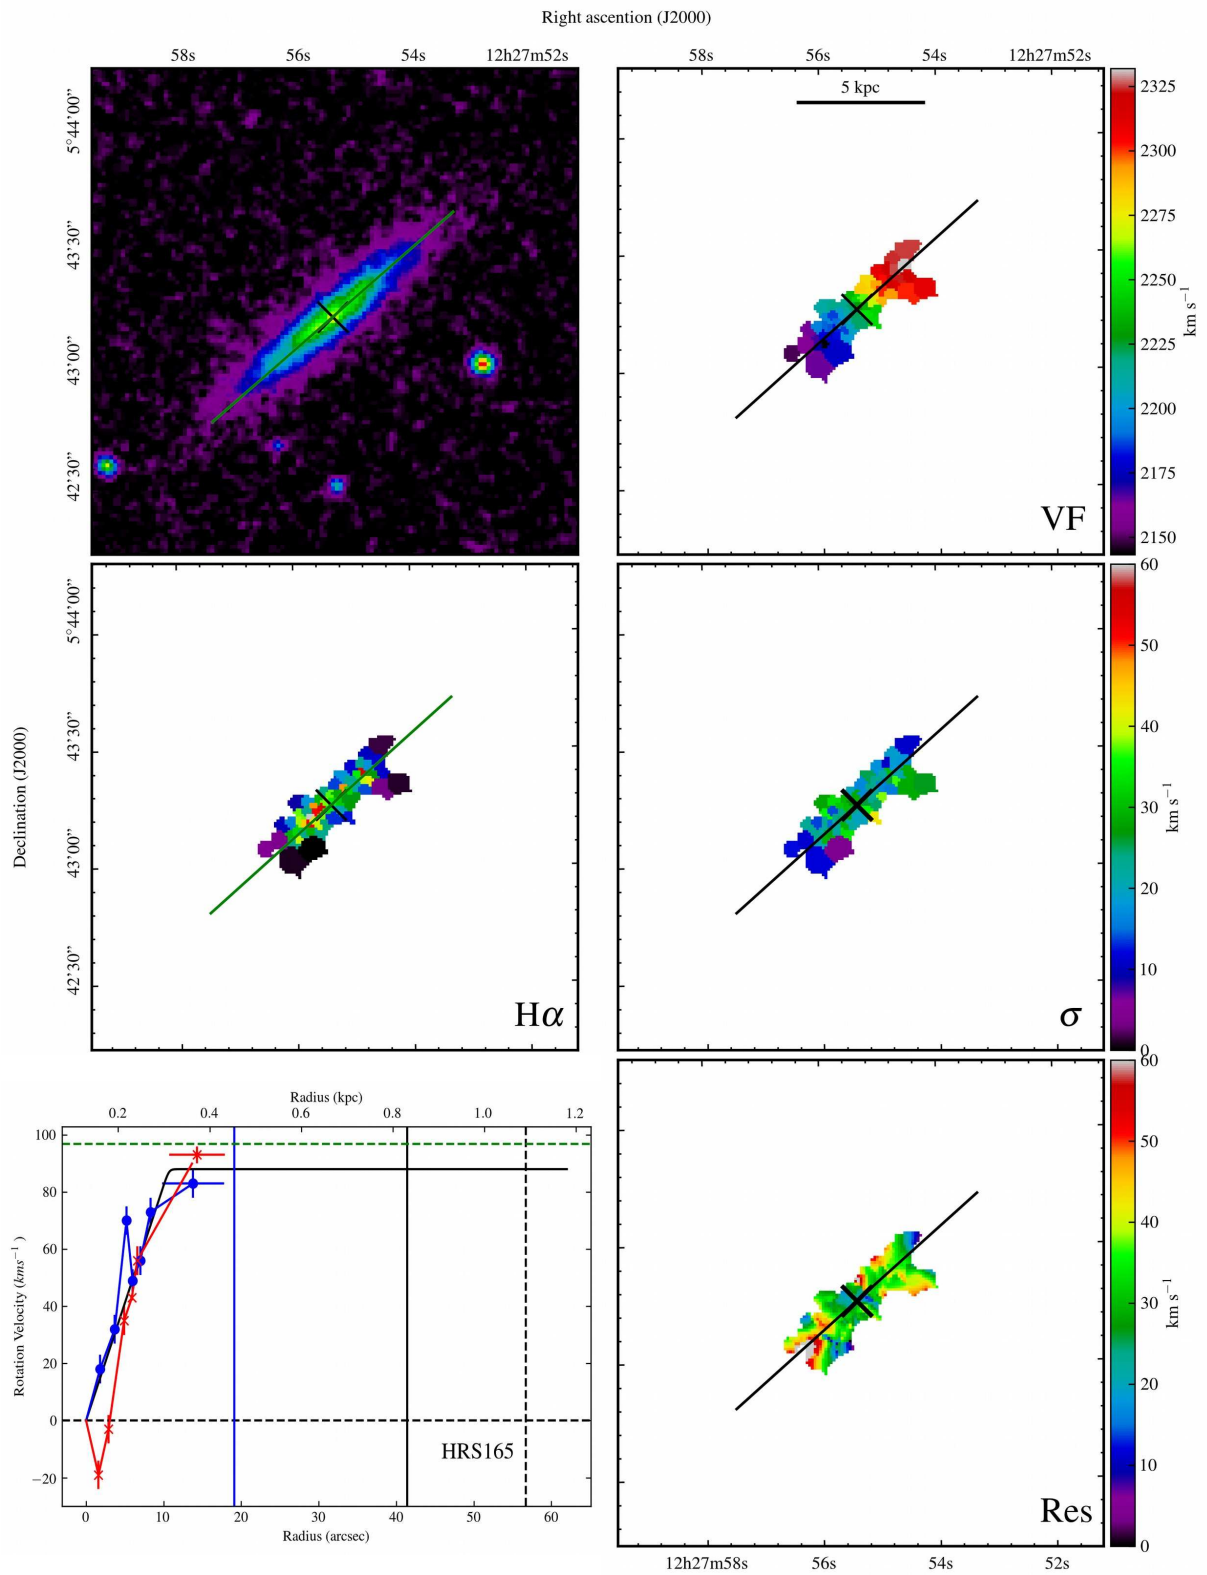 Right ascention (J2000)
58s 56s 54s 12h27m52s
58s 56s 54s 12h27m52s
5°44'00”
43'30”
43'00”
42'30”
5 kpc
VF
2325
2300
2275
2250
2225
2200
2175
2150
km s⁻¹
Declination (J2000)
5°44'00”
43'30”
43'00”
42'30”
Hα
σ
60
50
40
30
20
10
0
km s⁻¹
Radius (kpc)
0.2 0.4 0.6 0.8 1.0 1.2
Rotation Velocity (kms⁻¹ )
100
80
60
40
20
0
−20
HRS165
0 10 20 30 40 50 60
Radius (arcsec)
Res
60
50
40
30
20
10
0
km s⁻¹
12h27m58s 56s 54s 52s